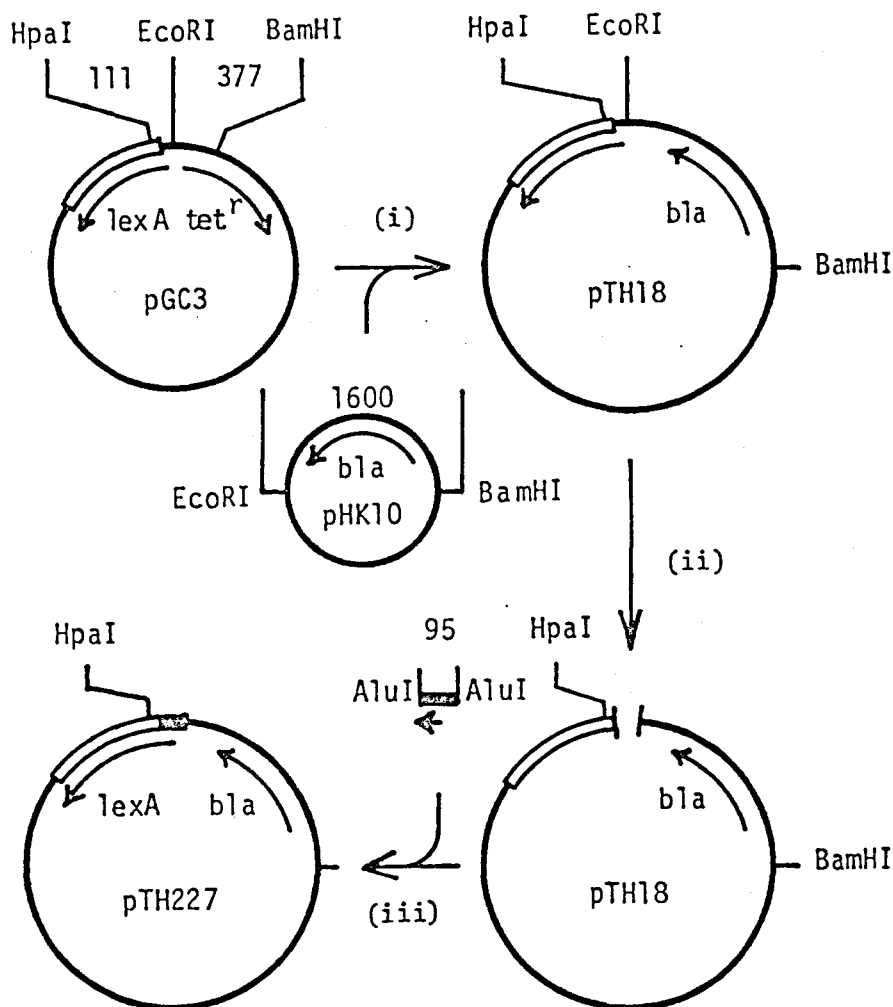 HpaI EcoRI BamHI
111 377
lexA tetʳ
pGC3
(i)
HpaI EcoRI
bla
BamHI
pTH18
1600
bla
EcoRI BamHI
pHK10
(ii)
HpaI
lexA bla
pTH227
95
AluI AluI
(iii)
HpaI
bla
BamHI
pTH18